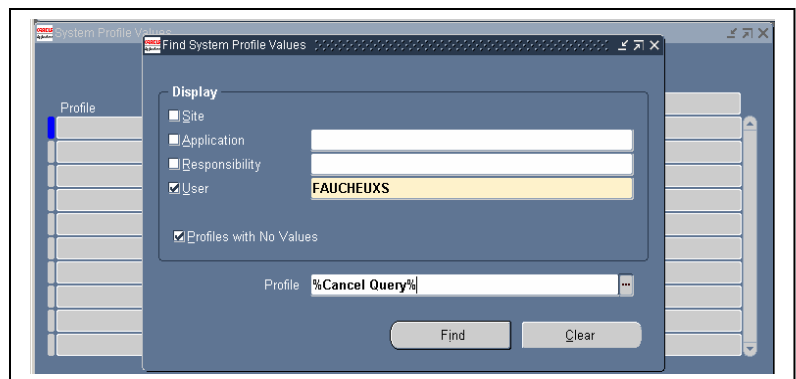 System Profile Values
Find System Profile Values
Profile
Display
Site
Application
Responsibility
User FAUCHEUXS
Profiles with No Values
Profile %Cancel Query%
Find Clear